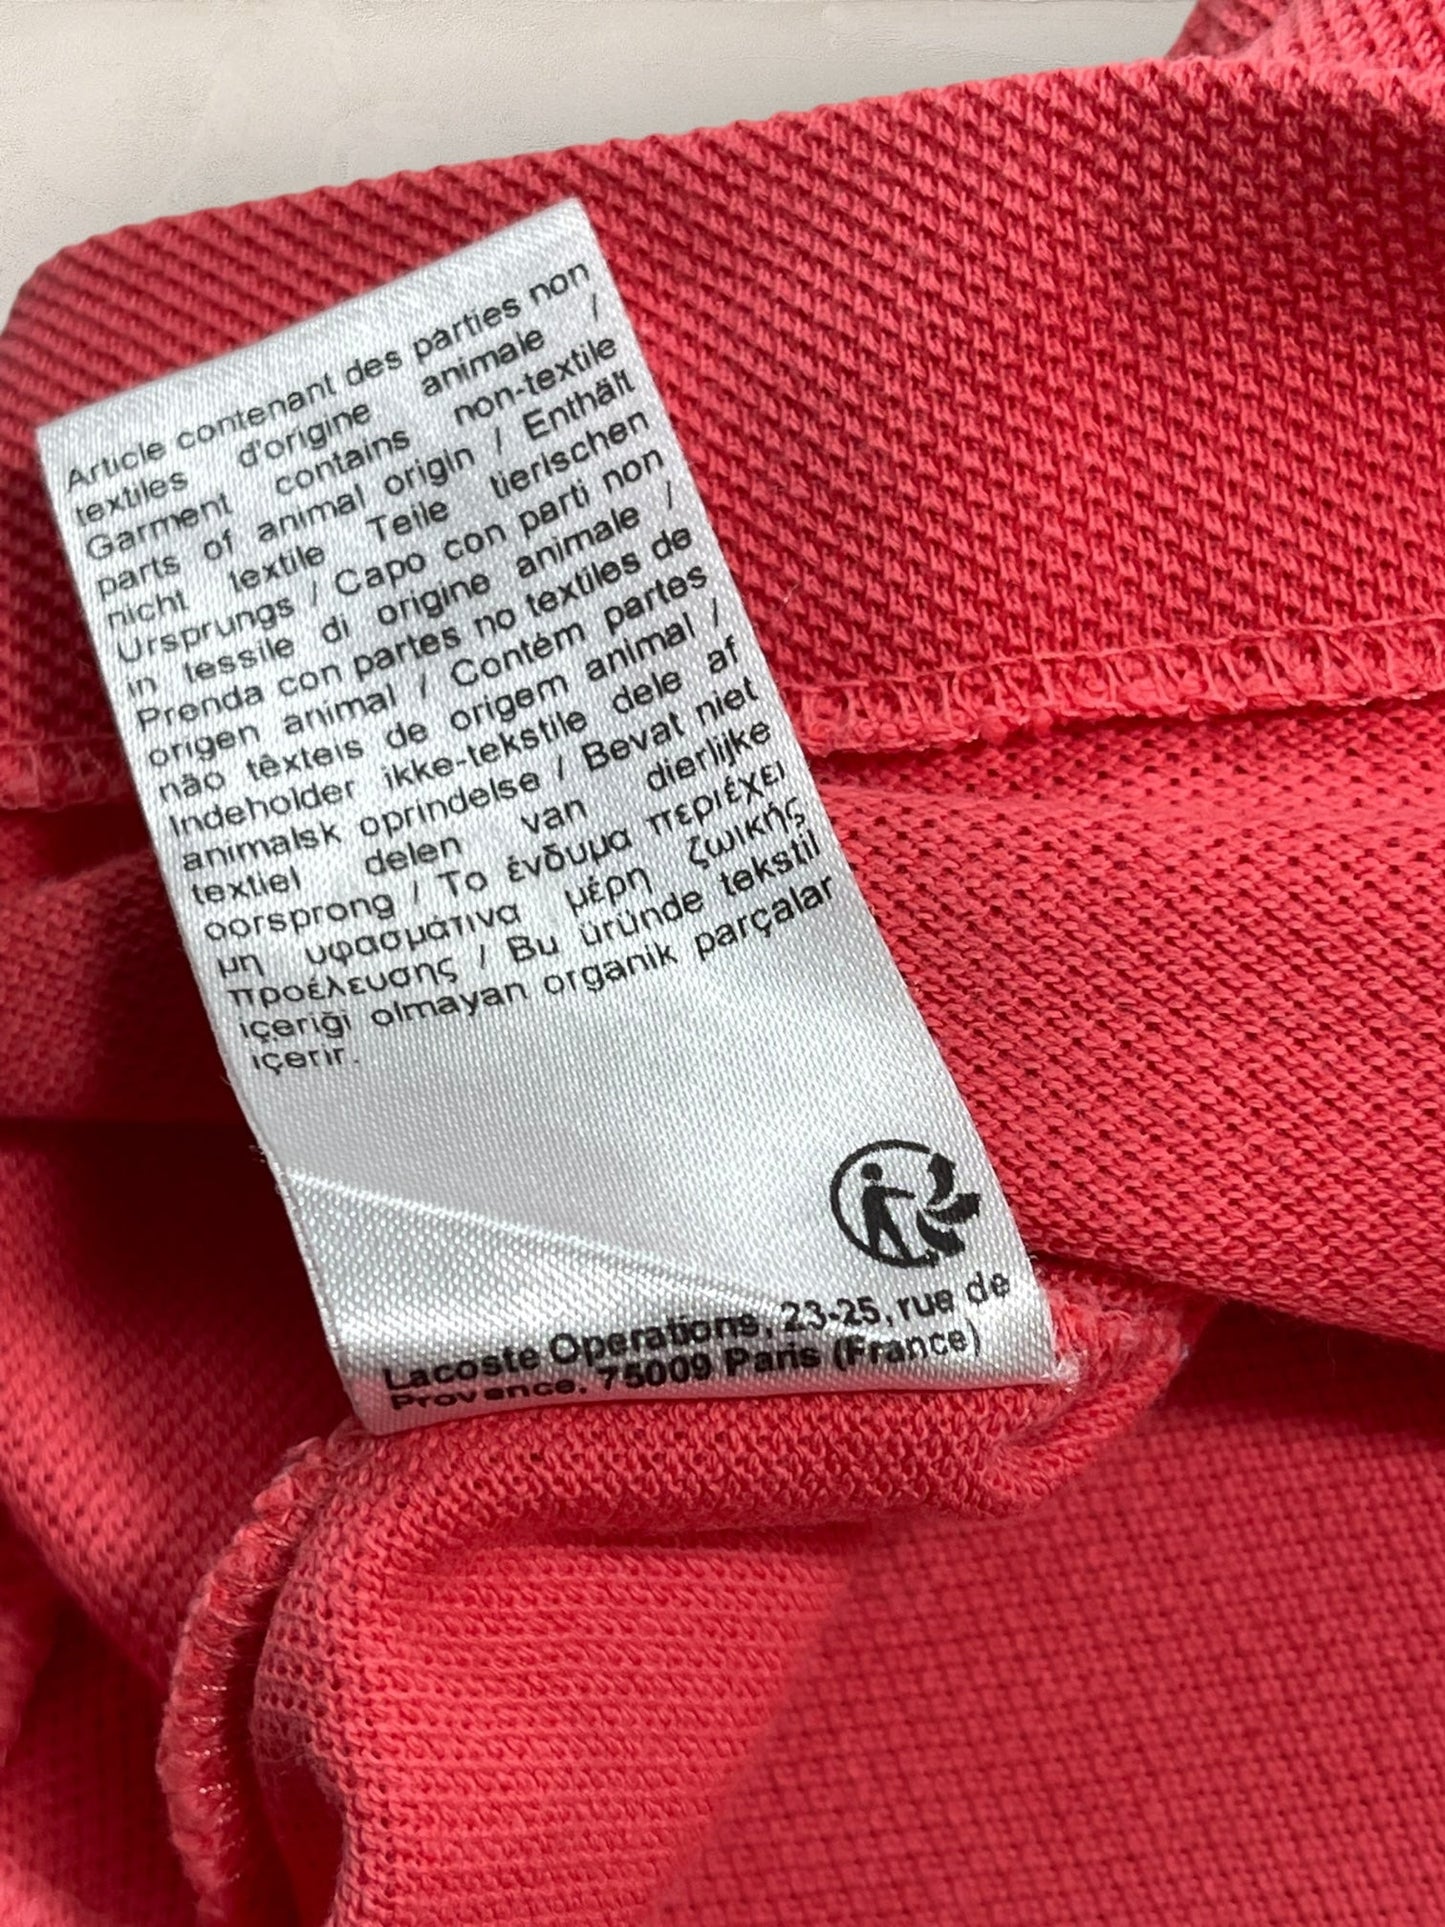 Article contenant des parties non
textiles d'origine animale /
Garment contains non-textile
parts of animal origin / Enthält
nicht textile Teile tierischen
Ursprungs / Capo con parti non
in tessile di origine animale /
Prenda con partes no textiles de
origen animal / Contém partes
não têxteis de origem animal /
Indeholder ikke-tekstile dele af
animalsk oprindelse / Bevat niet
textiel delen van dierlijke
oorsprong / Το ένδυμα περιέχει
μη υφασμάτινα μέρη ζωικής
προέλευσης / Bu üründe tekstil
içeriği olmayan organik parçalar
içerir.
Lacoste Operations, 23-25, rue de
Provence, 75009 Paris (France)